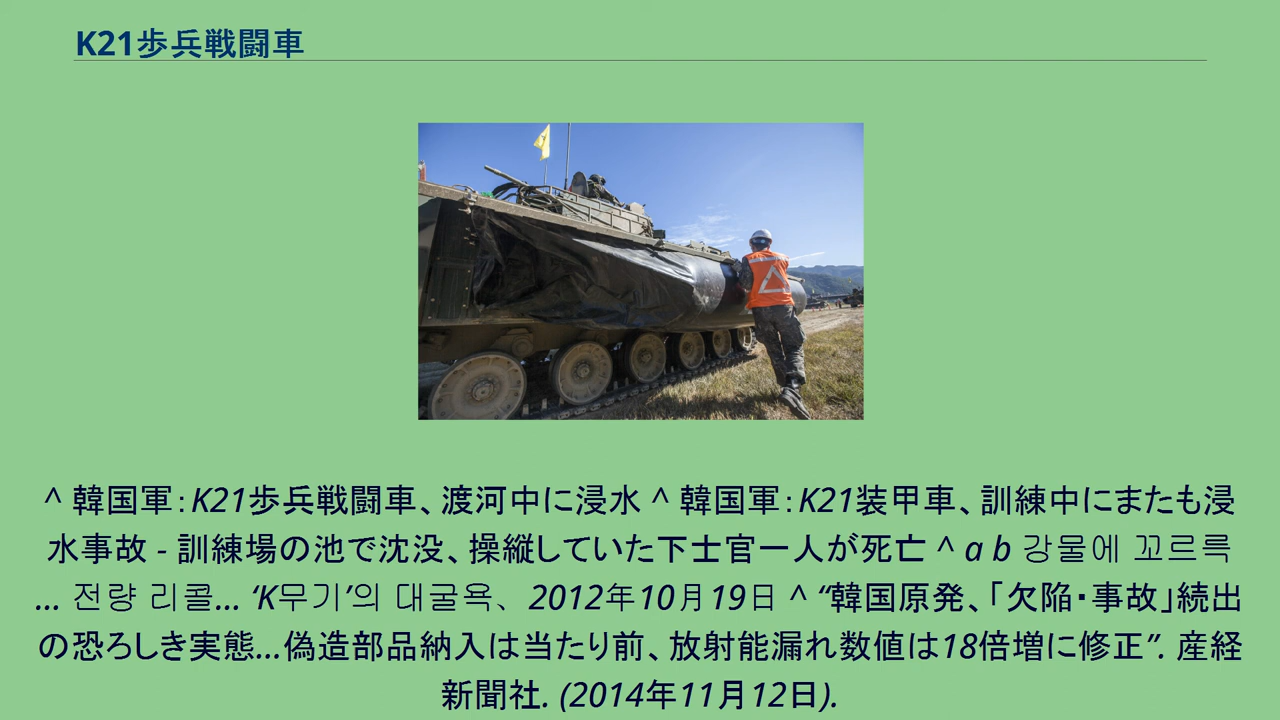 K21歩兵戦闘車
^ 韓国軍：K21歩兵戦闘車、渡河中に浸水 ^ 韓国軍：K21装甲車、訓練中にまたも浸
水事故 - 訓練場の池で沈没、操縦していた下士官一人が死亡 ^ a b 강물에 꼬르륵
… 전량 리콜… ‘K무기’의 대굴욕、 2012年10月19日 ^ “韓国原発、「欠陥・事故」続出
の恐ろしき実態…偽造部品納入は当たり前、放射能漏れ数値は18倍増に修正”. 産経
新聞社. (2014年11月12日).